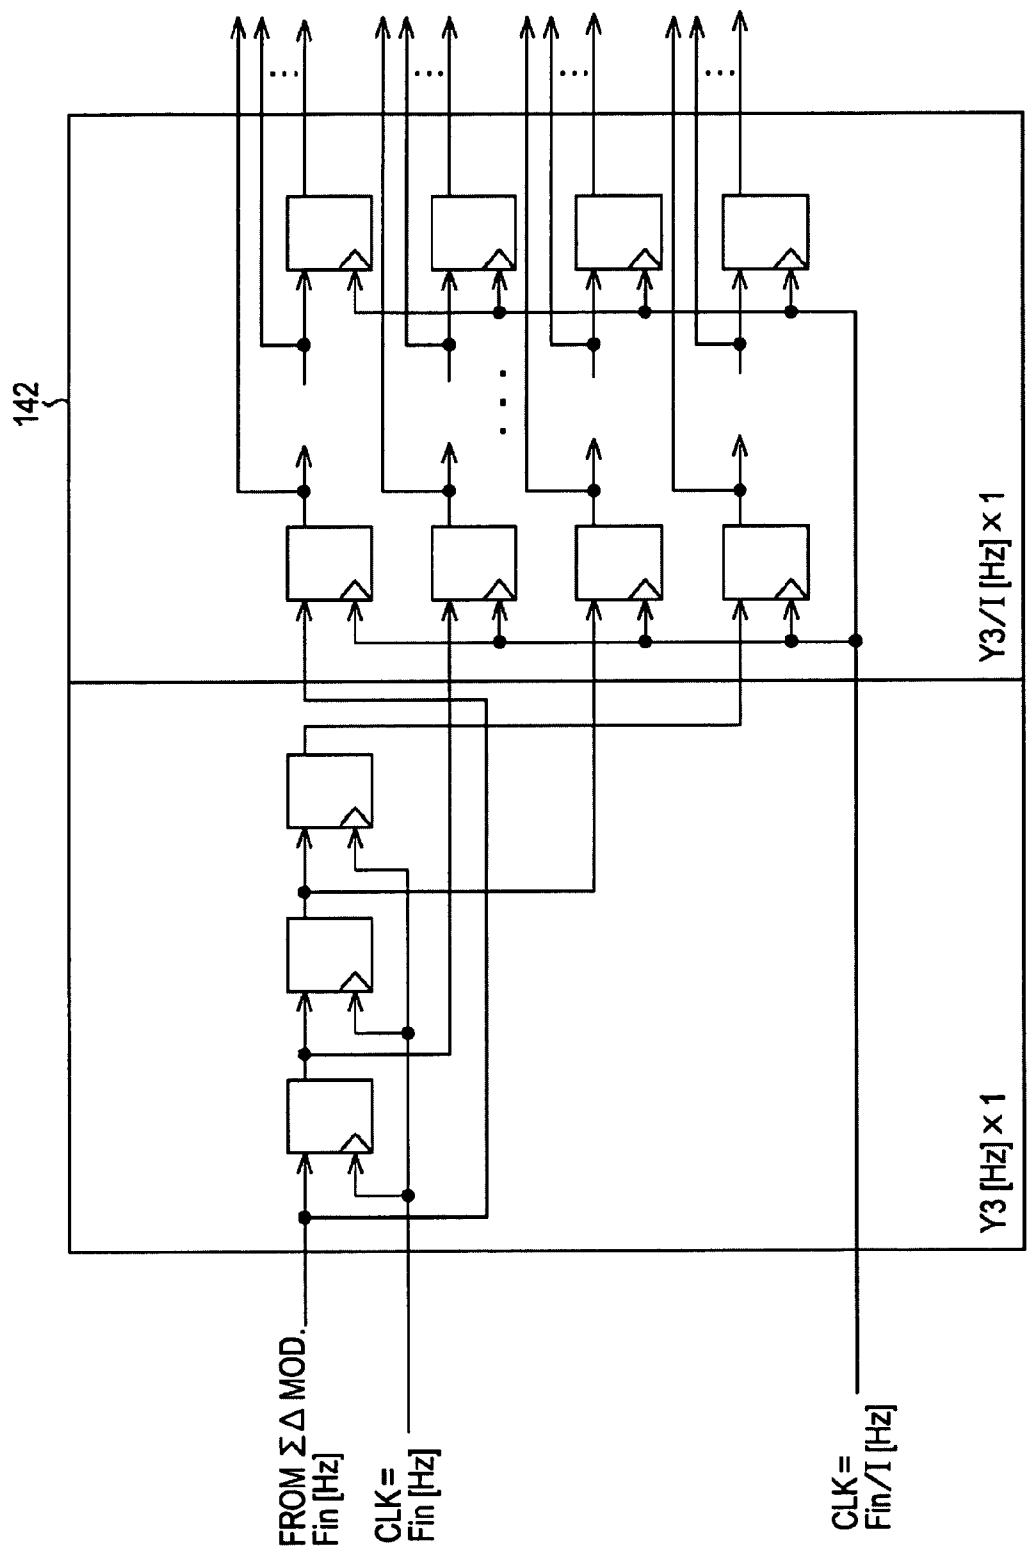 142
FROM ΣΔ MOD.
Fin [Hz]
CLK=
Fin [Hz]
CLK=
Fin/I [Hz]
Y3 [Hz] × 1
Y3/I [Hz] × 1